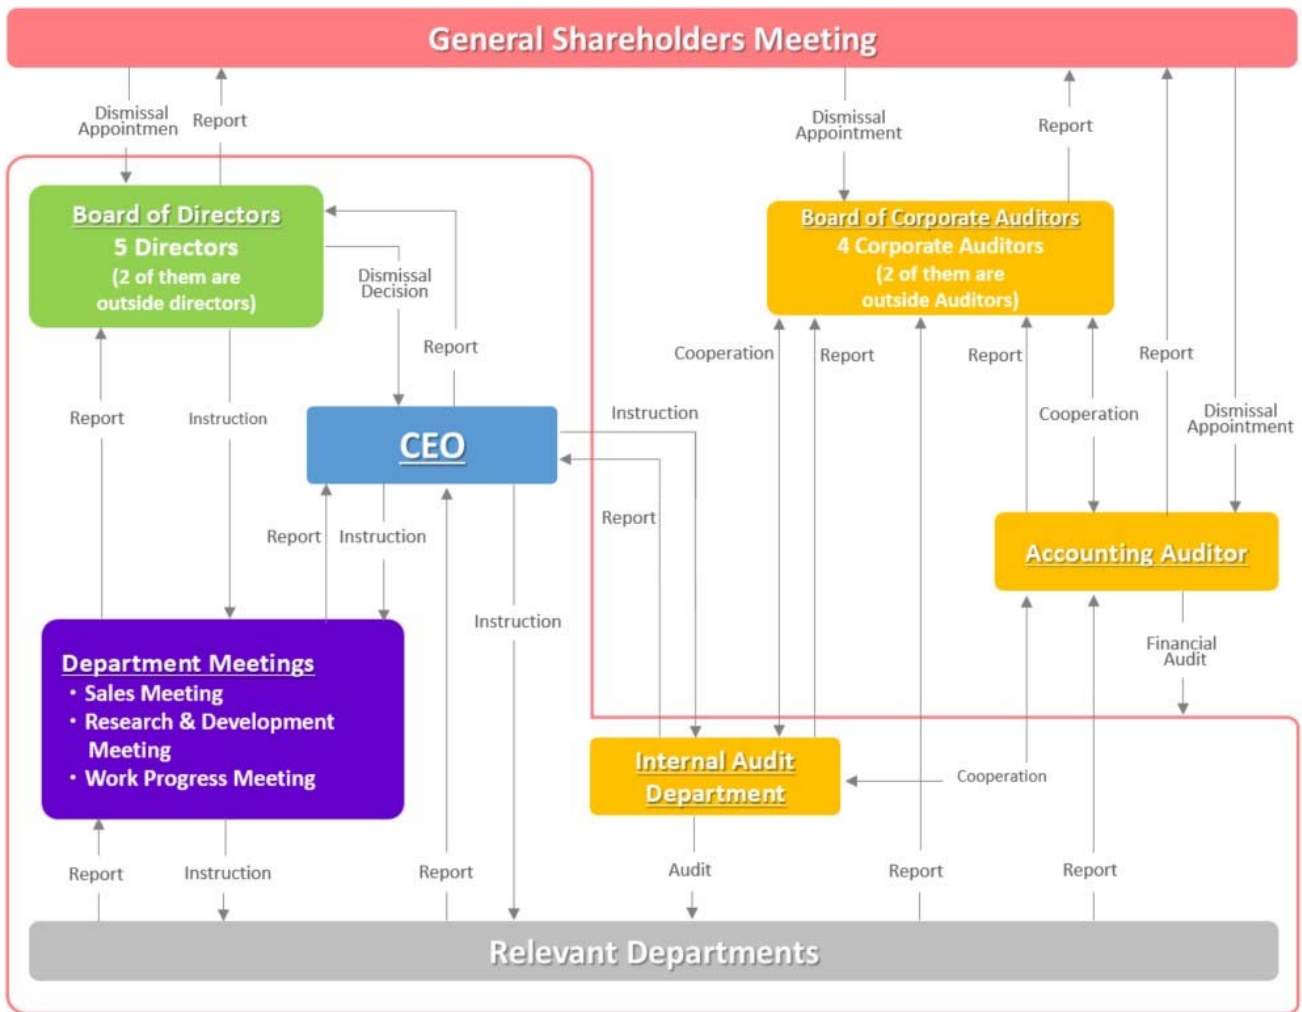 General Shareholders Meeting
Dismissal
Appointmen
Report
Dismissal
Appointment
Report
Board of Directors
5 Directors
(2 of them are
outside directors)
Board of Corporate Auditors
4 Corporate Auditors
(2 of them are
outside Auditors)
Dismissal
Decision
Report
Cooperation
Report
Report
Report
Report
Instruction
Instruction
Cooperation
Dismissal
Appointment
CEO
Report
Instruction
Report
Accounting Auditor
Instruction
Financial
Audit
Department Meetings
・Sales Meeting
・Research & Development
Meeting
・Work Progress Meeting
Internal Audit
Department
Cooperation
Report
Instruction
Report
Audit
Report
Report
Relevant Departments